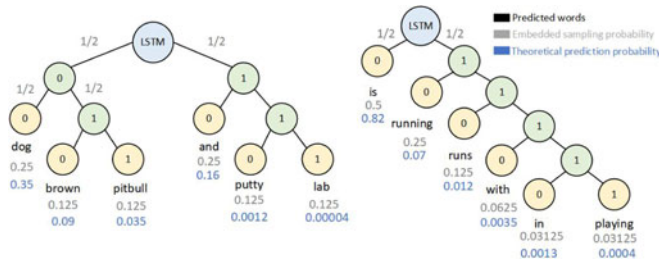 Predicted words
Embedded sampling probability
Theoretical prediction probability
LSTM
1/2
1/2
0
1
1/2
1/2
0
1
0
1
dog
0.25
0.35
0
1
and
0.25
0.16
0
1
brown
0.125
0.09
pitbull
0.125
0.035
putty
0.125
0.0012
lab
0.125
0.00004
LSTM
1/2
1/2
0
1
is
0.5
0.82
0
1
running
0.25
0.07
0
1
runs
0.125
0.012
0
1
with
0.0625
0.0035
0
1
in
0.03125
0.0013
playing
0.03125
0.0004